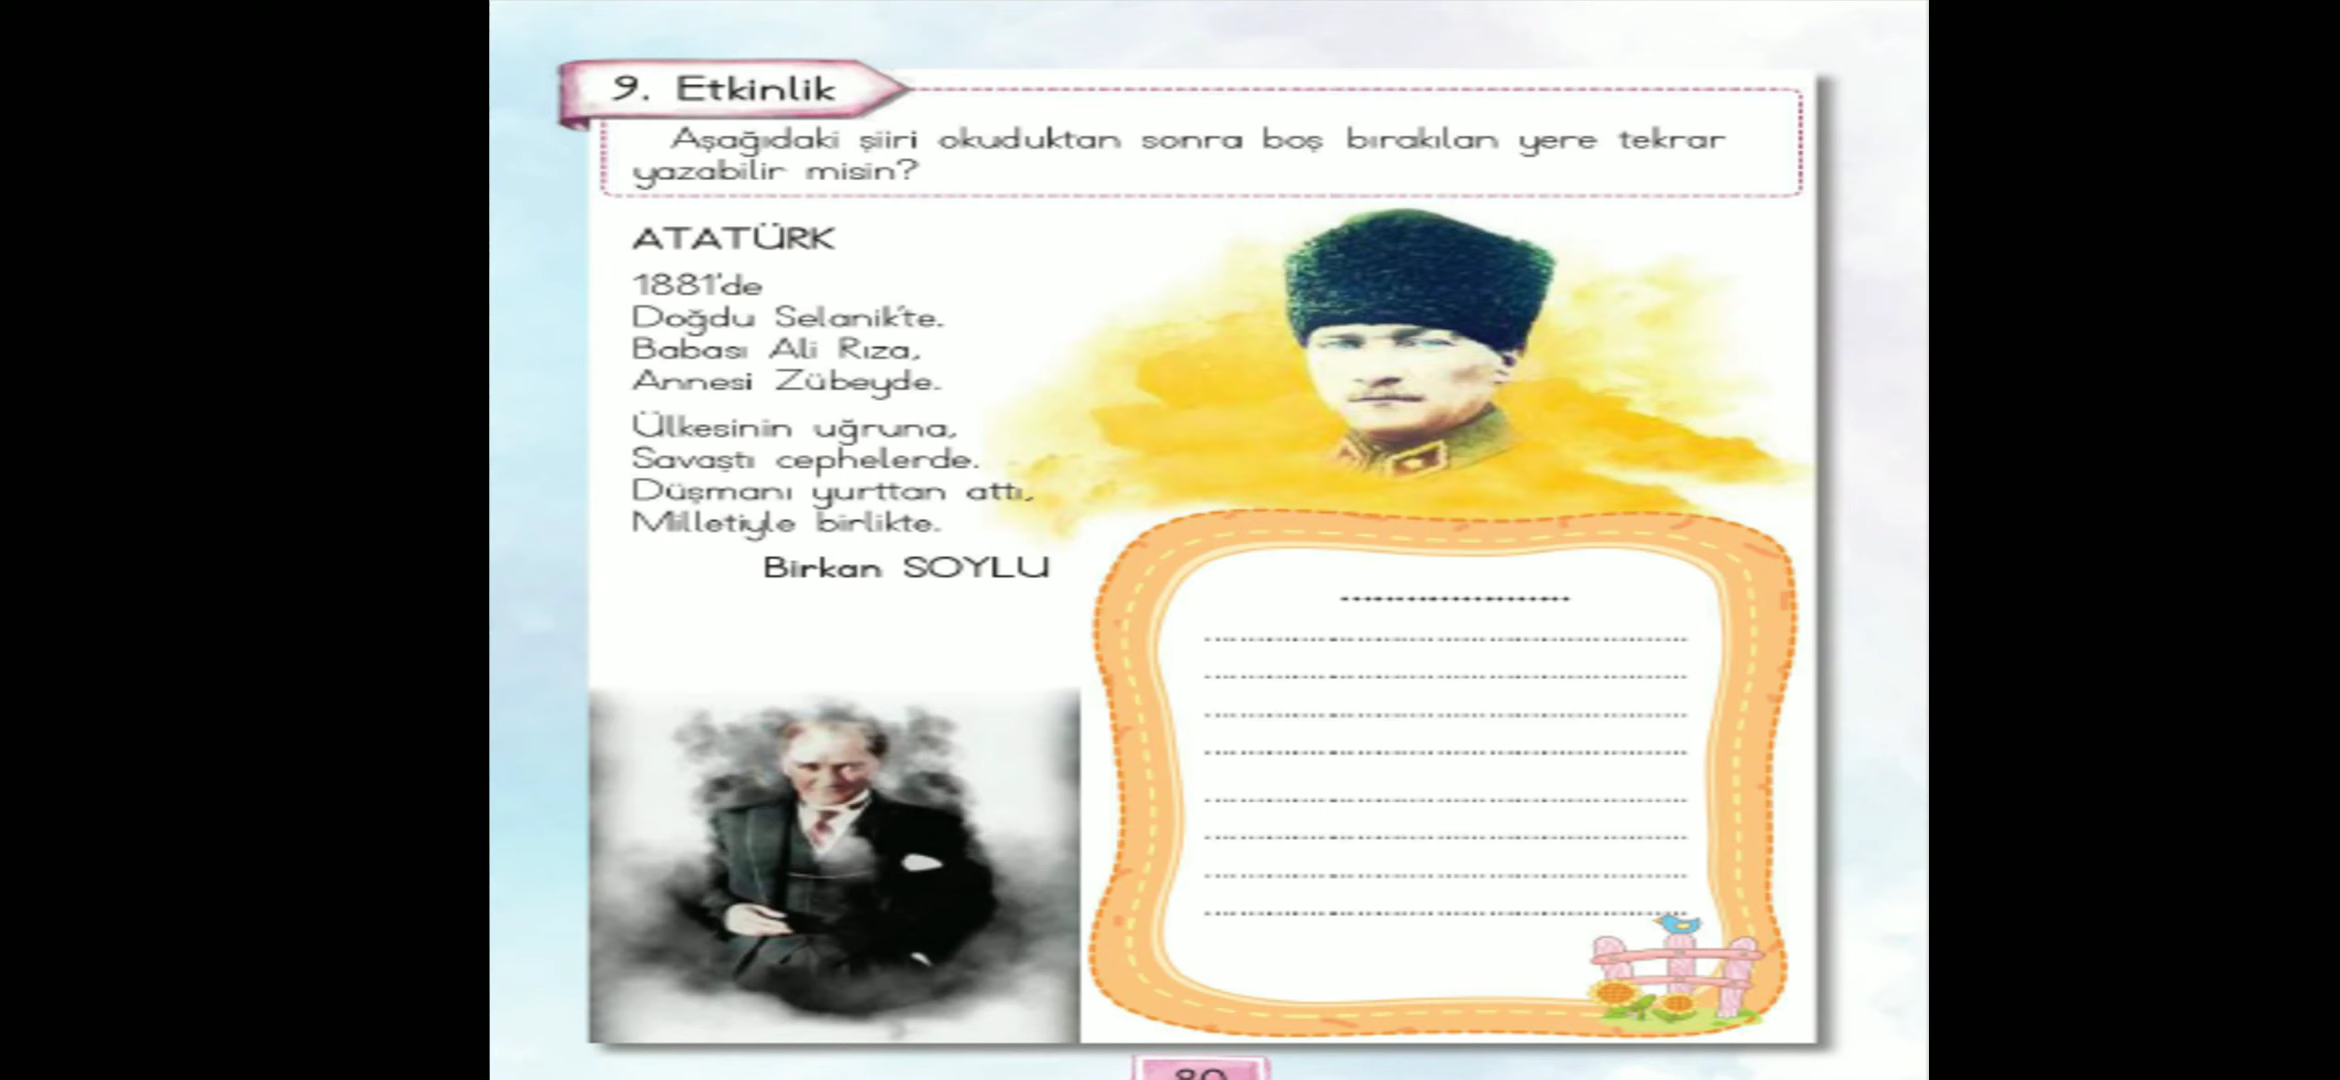 9. Etkinlik
Aşağıdaki şiiri okuduktan sonra boş bırakılan yere tekrar
yazabilir misin?
ATATÜRK
1881'de
Doğdu Selanik'te.
Babası Ali Rıza,
Annesi Zübeyde.
Ülkesinin uğruna,
Savaştı cephelerde.
Düşmanı yurttan attı,
Milletiyle birlikte.
Birkan SOYLU